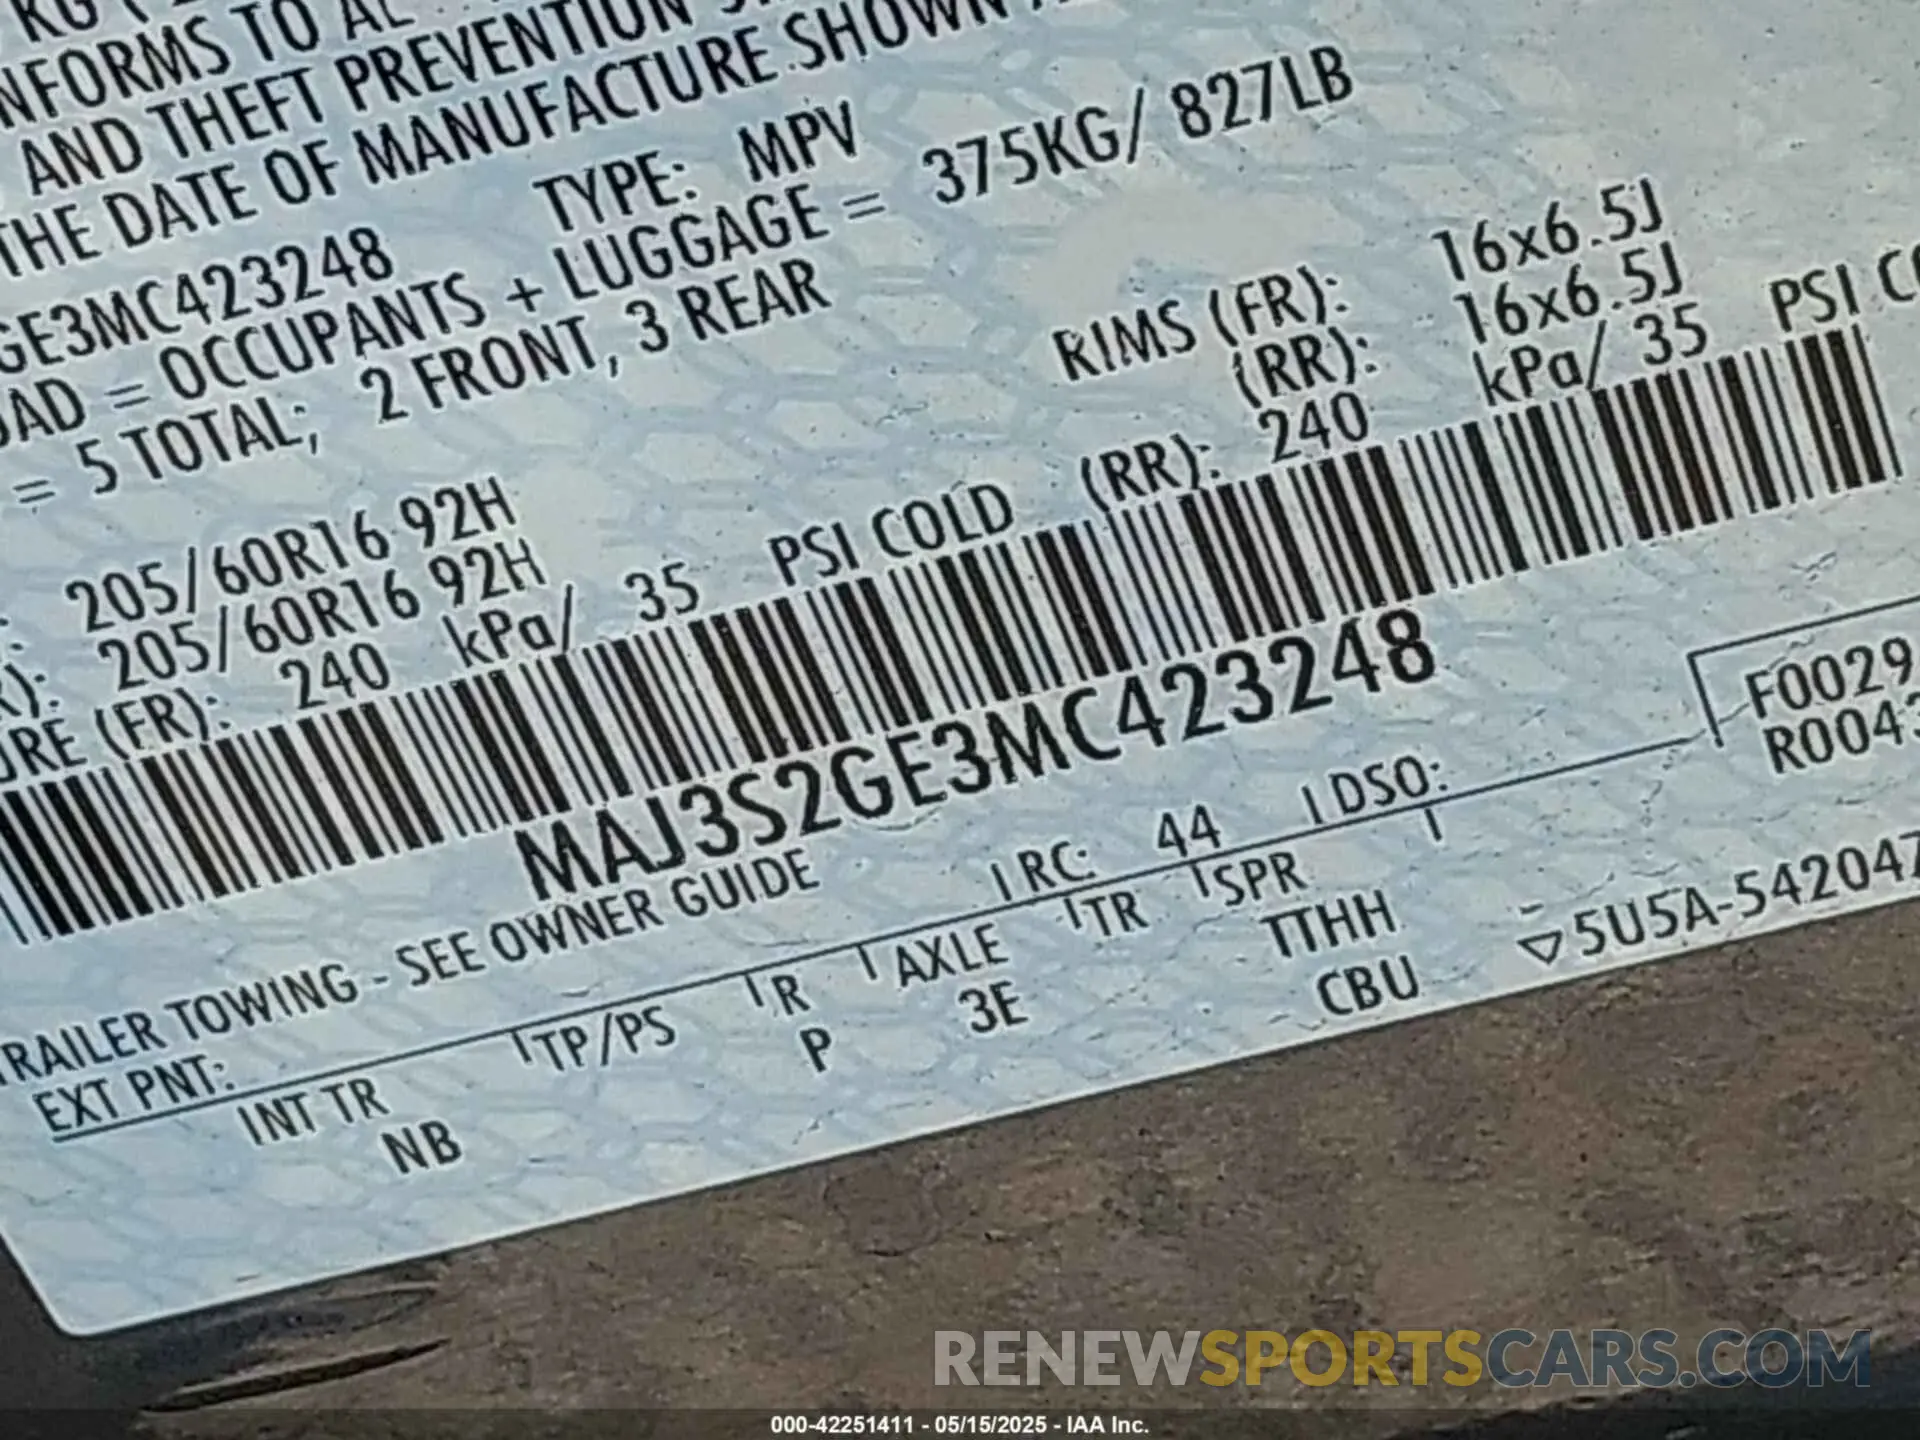 KG
NFORMS TO AL
AND THEFT PREVENTION
THE DATE OF MANUFACTURE SHOWN
GE3MC423248 TYPE: MPV
OAD = OCCUPANTS + LUGGAGE = 375KG/ 827LB
= 5 TOTAL; 2 FRONT, 3 REAR
205/60R16 92H RIMS (FR): 16x6.5J
R): 205/60R16 92H (RR): 16x6.5J
URE (FR): 240 kPa/ 35 PSI COLD (RR): 240 kPa/ 35 PSI CO
MAJ3S2GE3MC423248
F0029
R0043
TRAILER TOWING - SEE OWNER GUIDE RC: 44 DSO:
EXT PNT:
INT TR TP/PS R AXLE TR SPR
NB P 3E TTHH
CBU
▽5U5A-542047
RENEWSPORTSCARS.COM
000-42251411 - 05/15/2025 - IAA Inc.